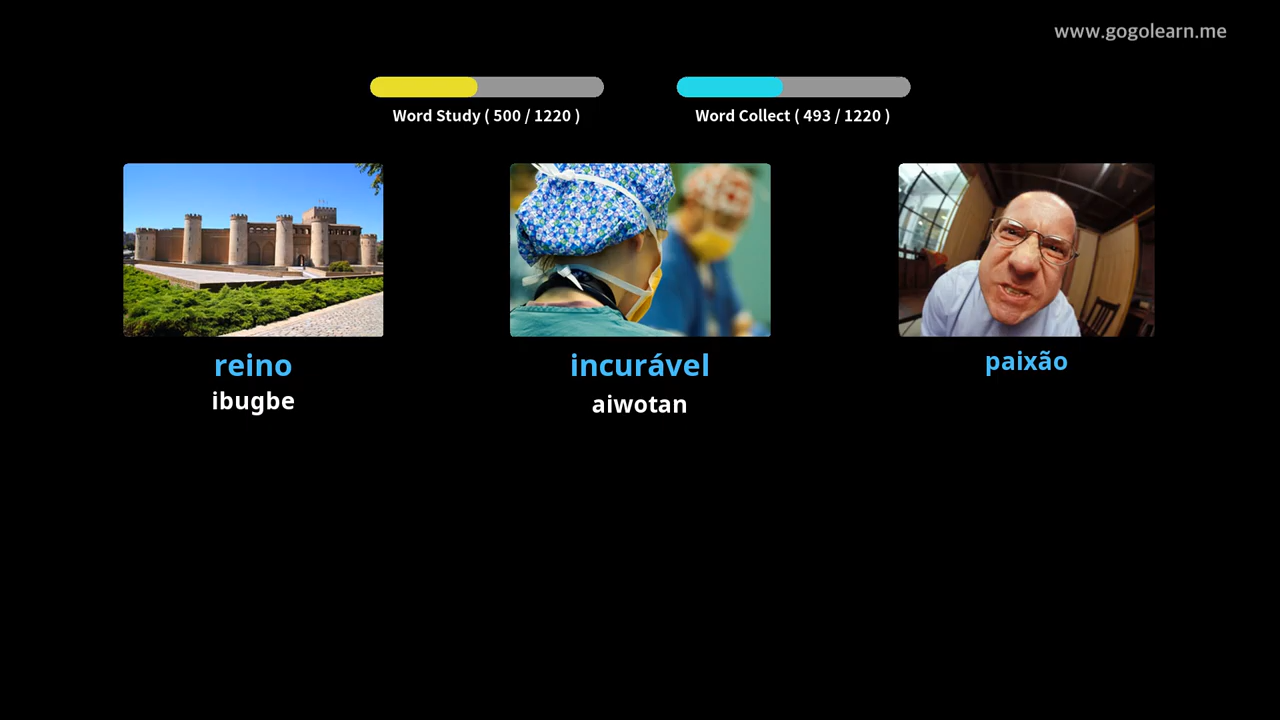 www.gogolearn.me
Word Study ( 500 / 1220 )
Word Collect ( 493 / 1220 )
reino
ibugbe
incurável
aiwotan
paixão